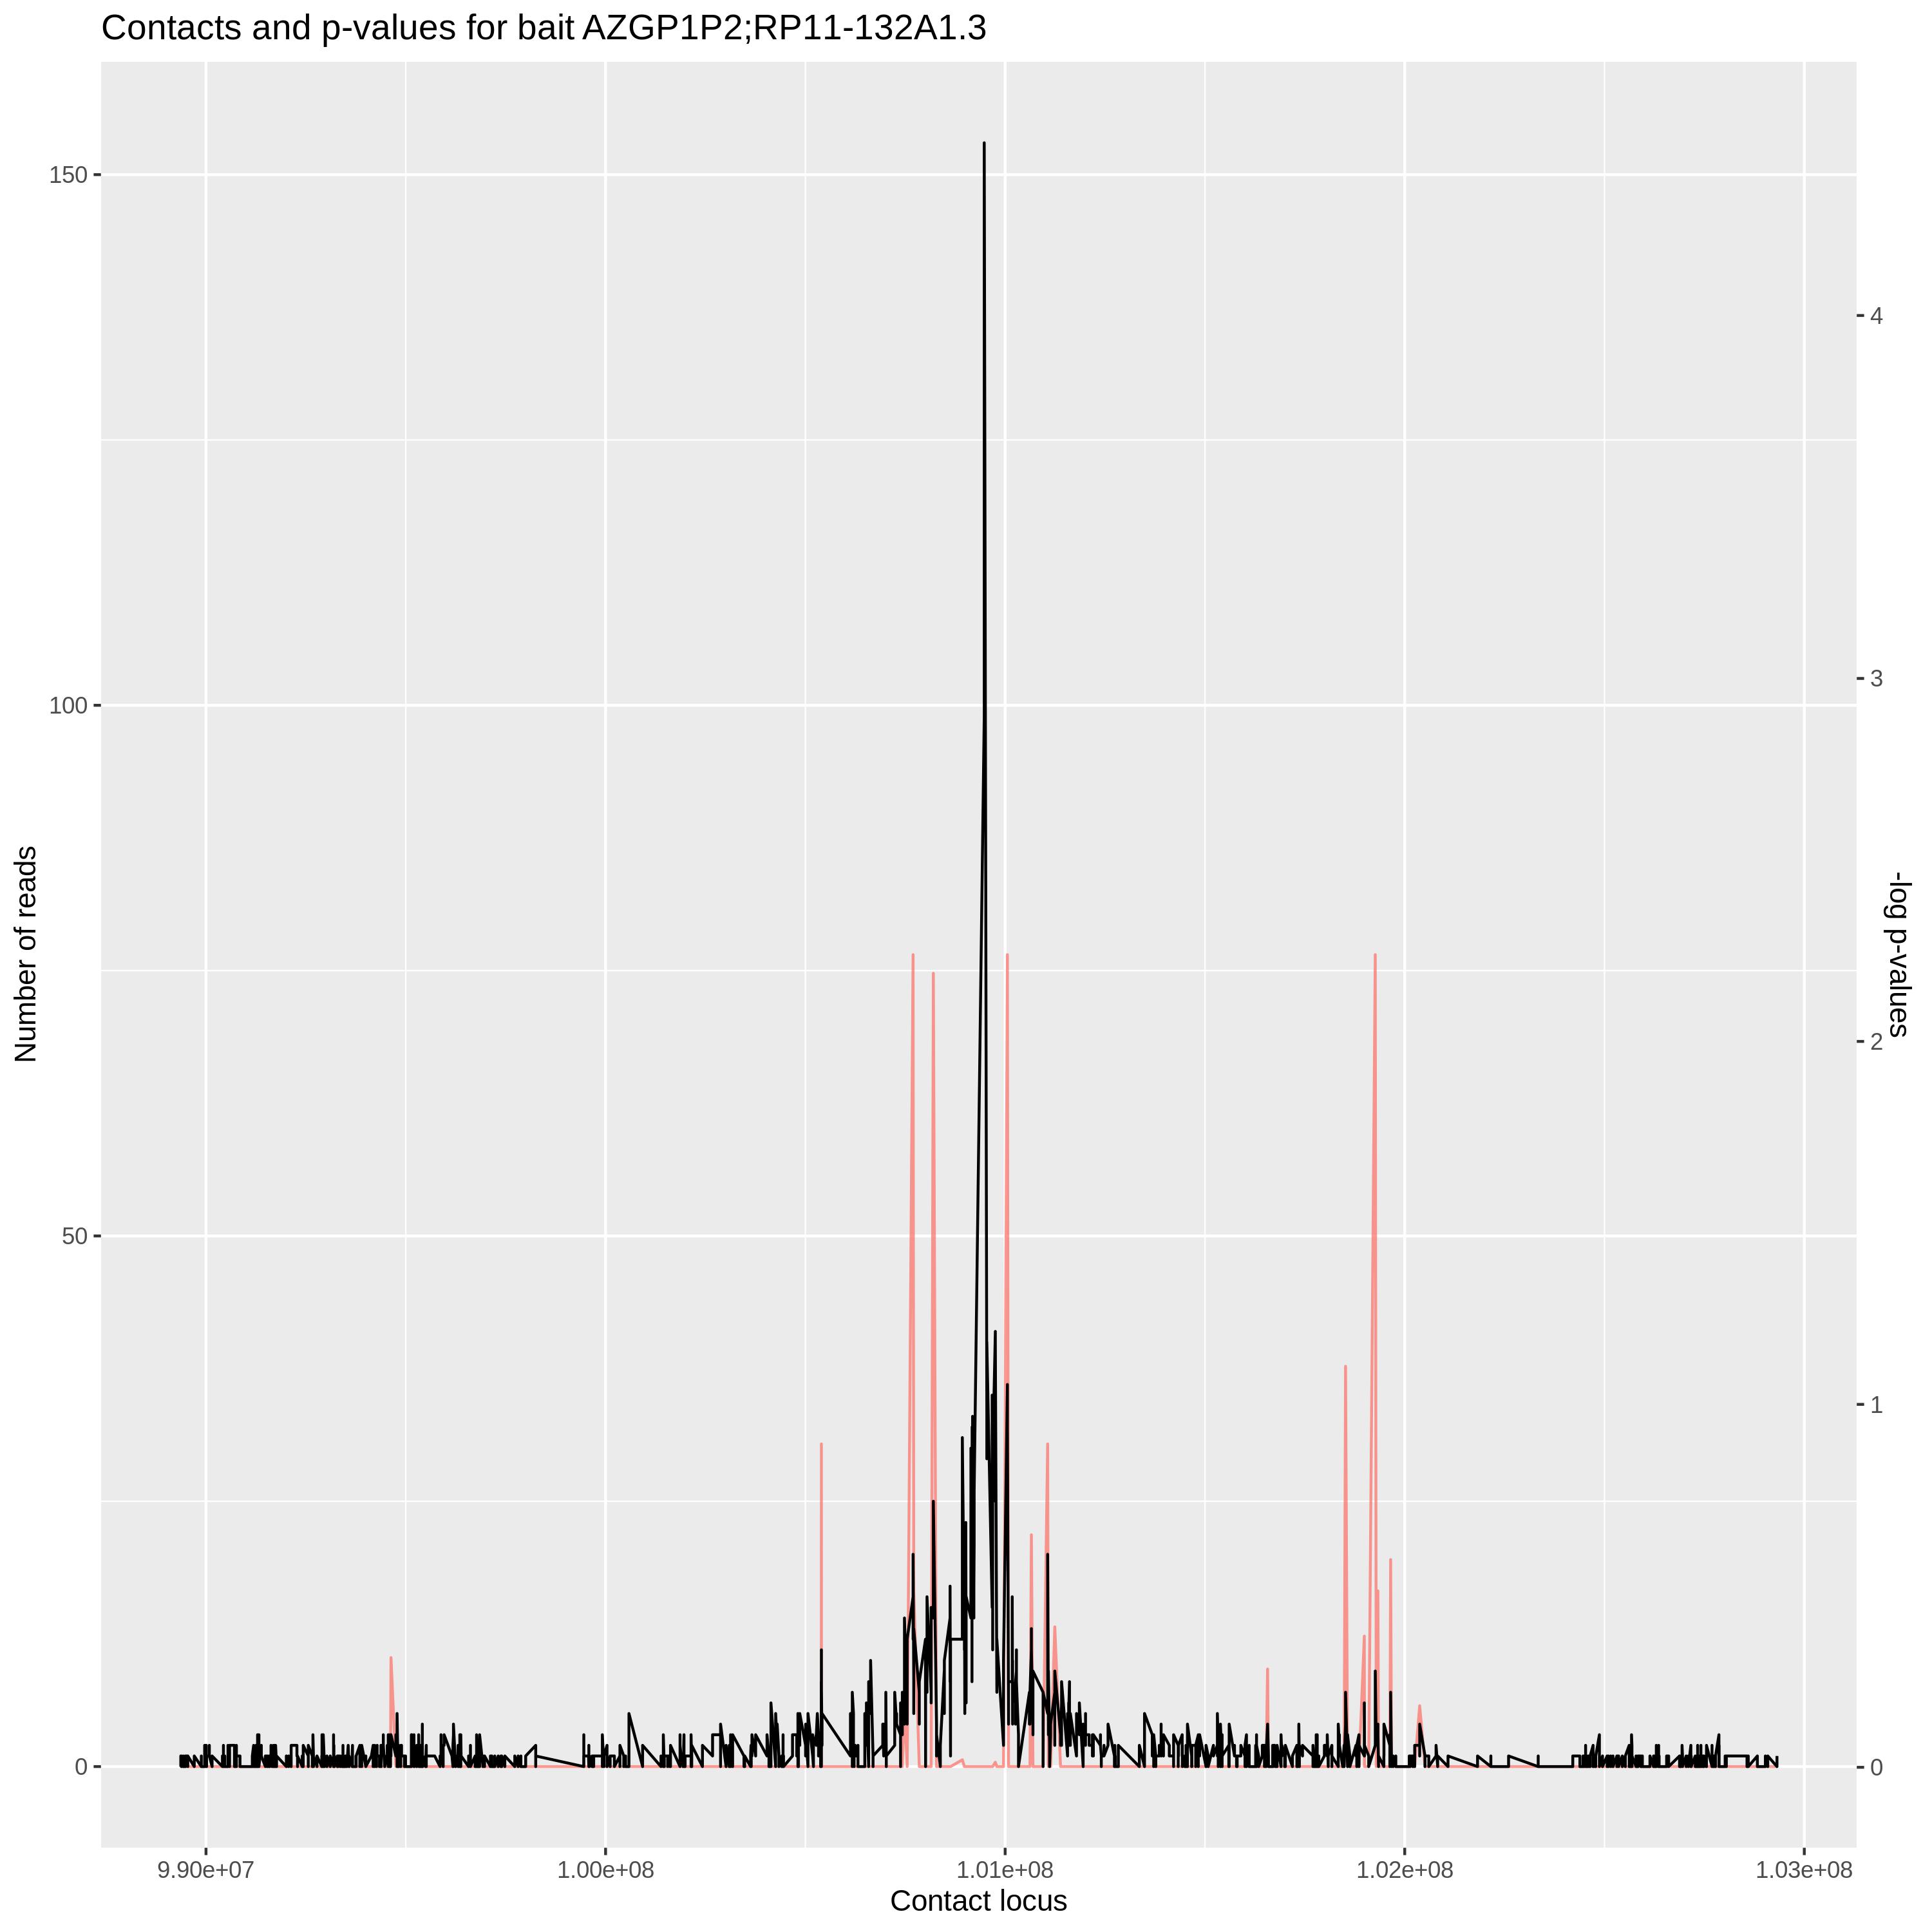 Contacts and p-values for bait AZGP1P2;RP11-132A1.3
150
100
50
0
Number of reads
4
3
2
1
0
-log p-values
9.90e+07
1.00e+08
1.01e+08
1.02e+08
1.03e+08
Contact locus